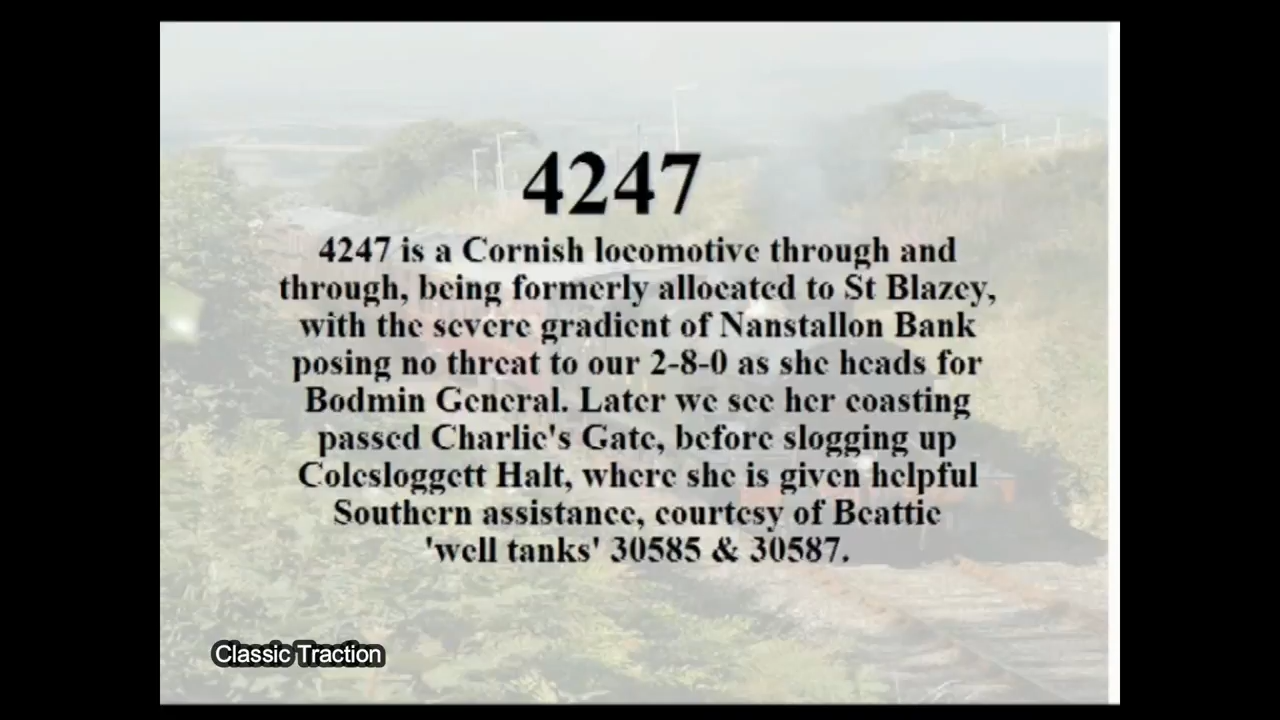 4247
4247 is a Cornish locomotive through and
through, being formerly allocated to St Blazey,
with the severe gradient of Nanstallon Bank
posing no threat to our 2-8-0 as she heads for
Bodmin General. Later we see her coasting
passed Charlie's Gate, before slogging up
Colesloggett Halt, where she is given helpful
Southern assistance, courtesy of Beattie
'well tanks' 30585 & 30587.
Classic Traction